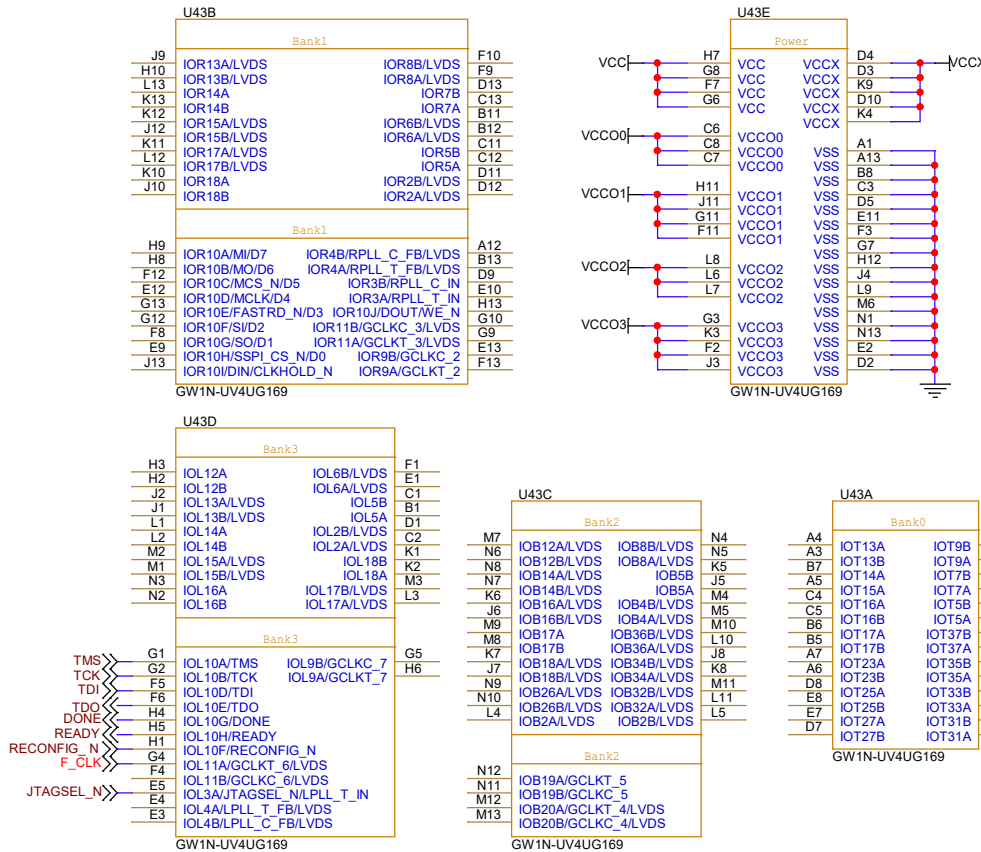 U43B
Bank1
J9 IOR13A/LVDS IOR8B/LVDS F10
H10 IOR13B/LVDS IOR8A/LVDS F9
L13 IOR14A IOR7B D13
K13 IOR14B IOR7A C13
K12 IOR15A/LVDS IOR6B/LVDS B11
J12 IOR15B/LVDS IOR6A/LVDS B12
K11 IOR17A/LVDS IOR5B C11
L12 IOR17B/LVDS IOR5A C12
K10 IOR18A IOR2B/LVDS D11
J10 IOR18B IOR2A/LVDS D12
Bank1
H9 IOR10A/MI/D7 IOR4B/RPLL_C_FB/LVDS A12
H8 IOR10B/MO/D6 IOR4A/RPLL_T_FB/LVDS B13
F12 IOR10C/MCS_N/D5 IOR3B/RPLL_C_IN D9
E12 IOR10D/MCLK/D4 IOR3A/RPLL_T_IN E10
G13 IOR10E/FASTRD_N/D3 IOR10J/DOUT/WE_N H13
G12 IOR10F/SI/D2 IOR11B/GCLKC_3/LVDS G10
F8 IOR10G/SO/D1 IOR11A/GCLKT_3/LVDS G9
E9 IOR10H/SSPI_CS_N/D0 IOR9B/GCLKC_2 E13
J13 IOR10I/DIN/CLKHOLD_N IOR9A/GCLKT_2 F13
GW1N-UV4UG169
U43E
Power
VCC H7 VCC VCCX D4 VCCX
G8 VCC VCCX D3
F7 VCC VCCX K9
G6 VCC VCCX D10
VCCX K4
VCCO0 C6 VCCO0
C8 VCCO0 VSS A1
C7 VCCO0 VSS A13
VSS B8
VCCO1 H11 VCCO1 VSS C3
J11 VCCO1 VSS D5
G11 VCCO1 VSS E11
F11 VCCO1 VSS F3
VSS G7
VCCO2 L8 VCCO2 VSS H12
L6 VCCO2 VSS J4
L7 VCCO2 VSS L9
VSS M6
VCCO3 G3 VCCO3 VSS N1
K3 VCCO3 VSS N13
F2 VCCO3 VSS E2
J3 VCCO3 VSS D2
GW1N-UV4UG169
U43D
Bank3
H3 IOL12A IOL6B/LVDS F1
H2 IOL12B IOL6A/LVDS E1
J2 IOL13A/LVDS IOL5B C1
J1 IOL13B/LVDS IOL5A B1
L1 IOL14A IOL2B/LVDS D1
L2 IOL14B IOL2A/LVDS C2
M2 IOL15A/LVDS IOL18B K1
M1 IOL15B/LVDS IOL18A K2
N3 IOL16A IOL17B/LVDS M3
N2 IOL16B IOL17A/LVDS L3
Bank3
TMS G1 IOL10A/TMS IOL9B/GCLKC_7 G5
TCK G2 IOL10B/TCK IOL9A/GCLKT_7 H6
TDI F5 IOL10D/TDI
TDO F6 IOL10E/TDO
DONE H4 IOL10G/DONE
READY H5 IOL10H/READY
RECONFIG_N H1 IOL10F/RECONFIG_N
F_CLK G4 IOL11A/GCLKT_6/LVDS
F4 IOL11B/GCLKC_6/LVDS
JTAGSEL_N E5 IOL3A/JTAGSEL_N/LPLL_T_IN
E4 IOL4A/LPLL_T_FB/LVDS
E3 IOL4B/LPLL_C_FB/LVDS
GW1N-UV4UG169
U43C
Bank2
M7 IOB12A/LVDS IOB8B/LVDS N4
N6 IOB12B/LVDS IOB8A/LVDS N5
N8 IOB14A/LVDS IOB5B K5
N7 IOB14B/LVDS IOB5A J5
K6 IOB16A/LVDS IOB4B/LVDS M4
J6 IOB16B/LVDS IOB4A/LVDS M5
M9 IOB17A IOB36B/LVDS M10
M8 IOB17B IOB36A/LVDS L10
K7 IOB18A/LVDS IOB34B/LVDS J8
J7 IOB18B/LVDS IOB34A/LVDS K8
N9 IOB26A/LVDS IOB32B/LVDS M11
N10 IOB26B/LVDS IOB32A/LVDS L11
L4 IOB2A/LVDS IOB2B/LVDS L5
Bank2
N12 IOB19A/GCLKT_5
N11 IOB19B/GCLKC_5
M12 IOB20A/GCLKT_4/LVDS
M13 IOB20B/GCLKC_4/LVDS
GW1N-UV4UG169
U43A
Bank0
A4 IOT13A IOT9B
A3 IOT13B IOT9A
B7 IOT14A IOT7B
A5 IOT15A IOT7A
C4 IOT16A IOT5B
C5 IOT16B IOT5A
B6 IOT17A IOT37B
B5 IOT17B IOT37A
A7 IOT23A IOT35B
A6 IOT23B IOT35A
D8 IOT25A IOT33B
E8 IOT25B IOT33A
E7 IOT27A IOT31B
D7 IOT27B IOT31A
GW1N-UV4UG169